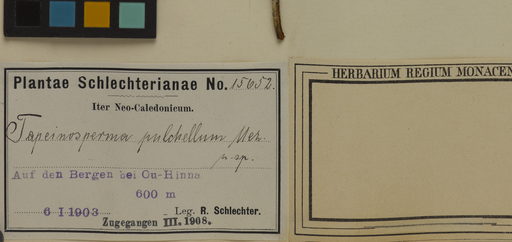 Plantae Schlechterianae No. 15652.
Iter Neo-Caledonicum.
Tapeinosperma pulchellum Mez.
n. sp.
Auf den Bergen bei Ou-Hinna
600 m
6 I 1903 Leg. R. Schlechter.
Zugegangen III. 1908.
HERBARIUM REGIUM MONACEN